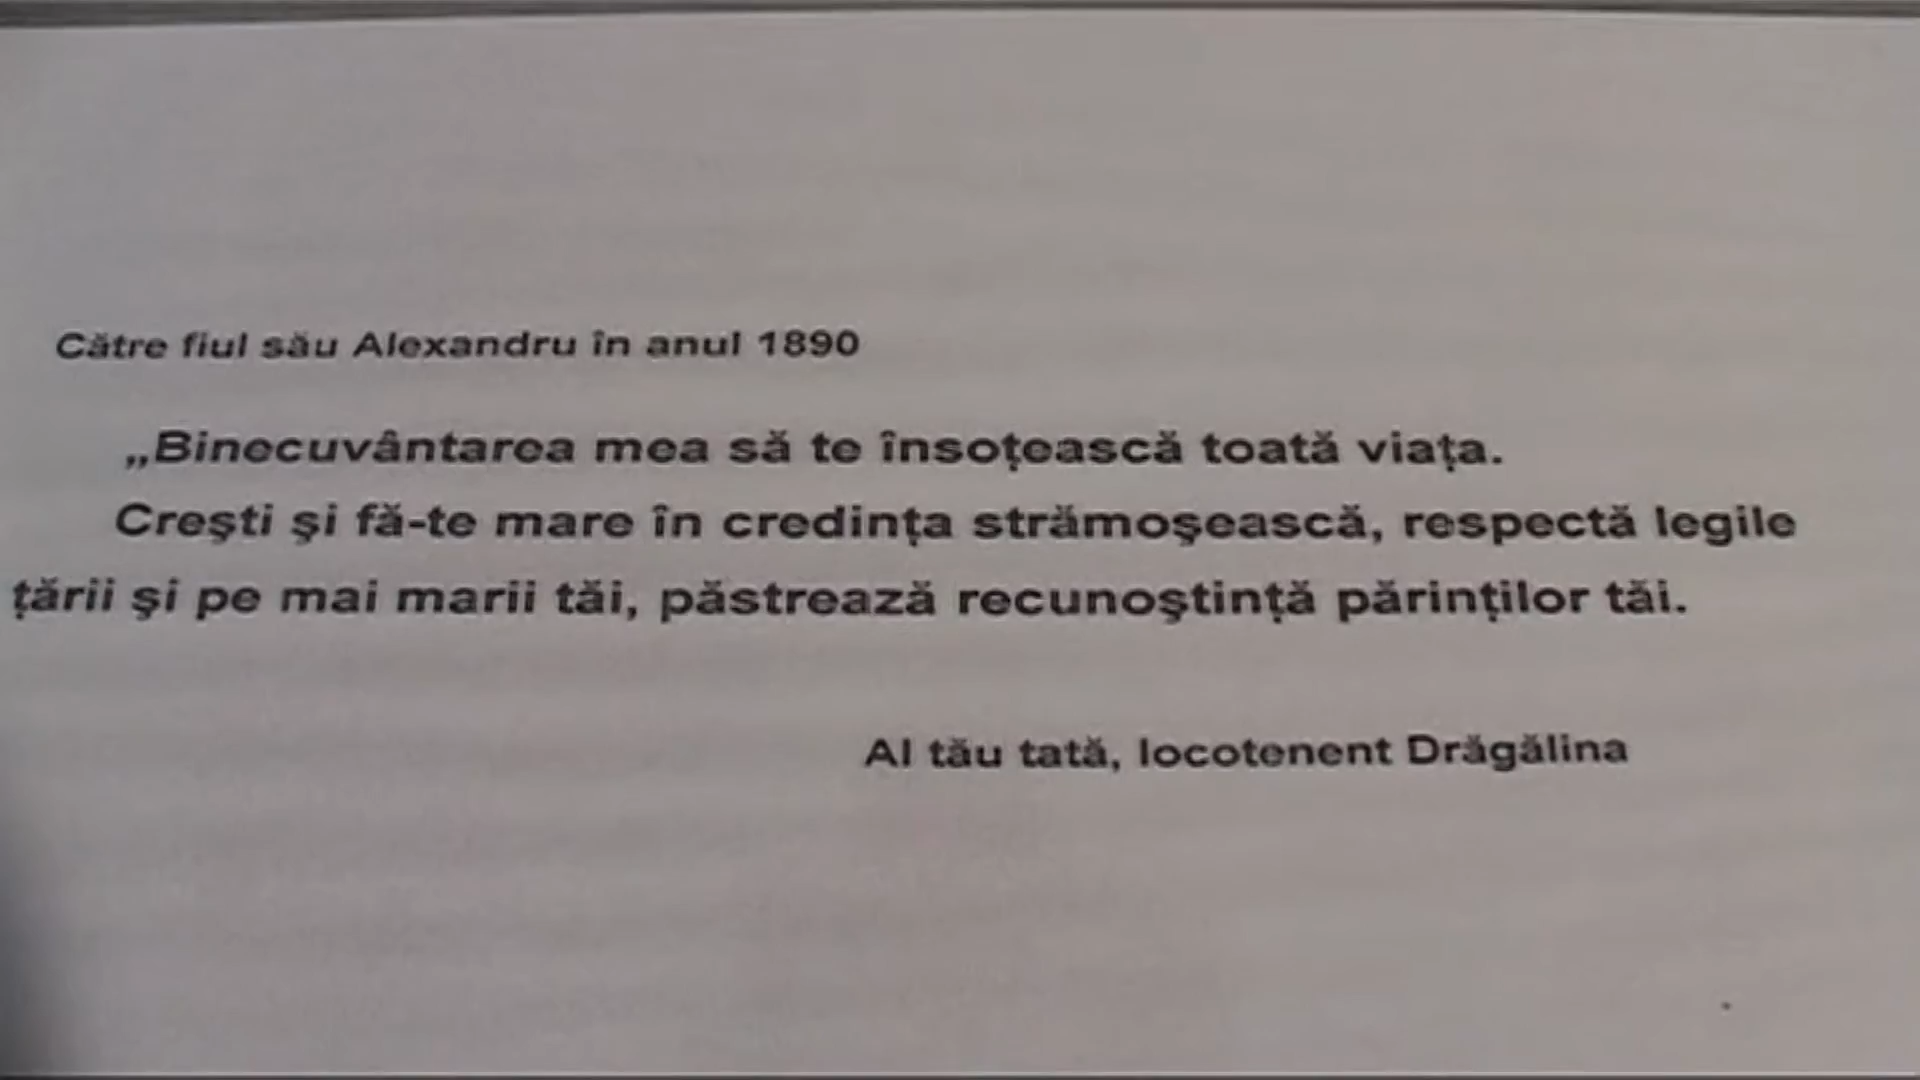 Către fiul său Alexandru în anul 1890
„Binecuvântarea mea să te însoțească toată viața.
Creşti şi fă-te mare în credința strămoşească, respectă legile
țării şi pe mai marii tăi, păstrează recunoştință părinților tăi.
Al tău tată, locotenent Drăgălina